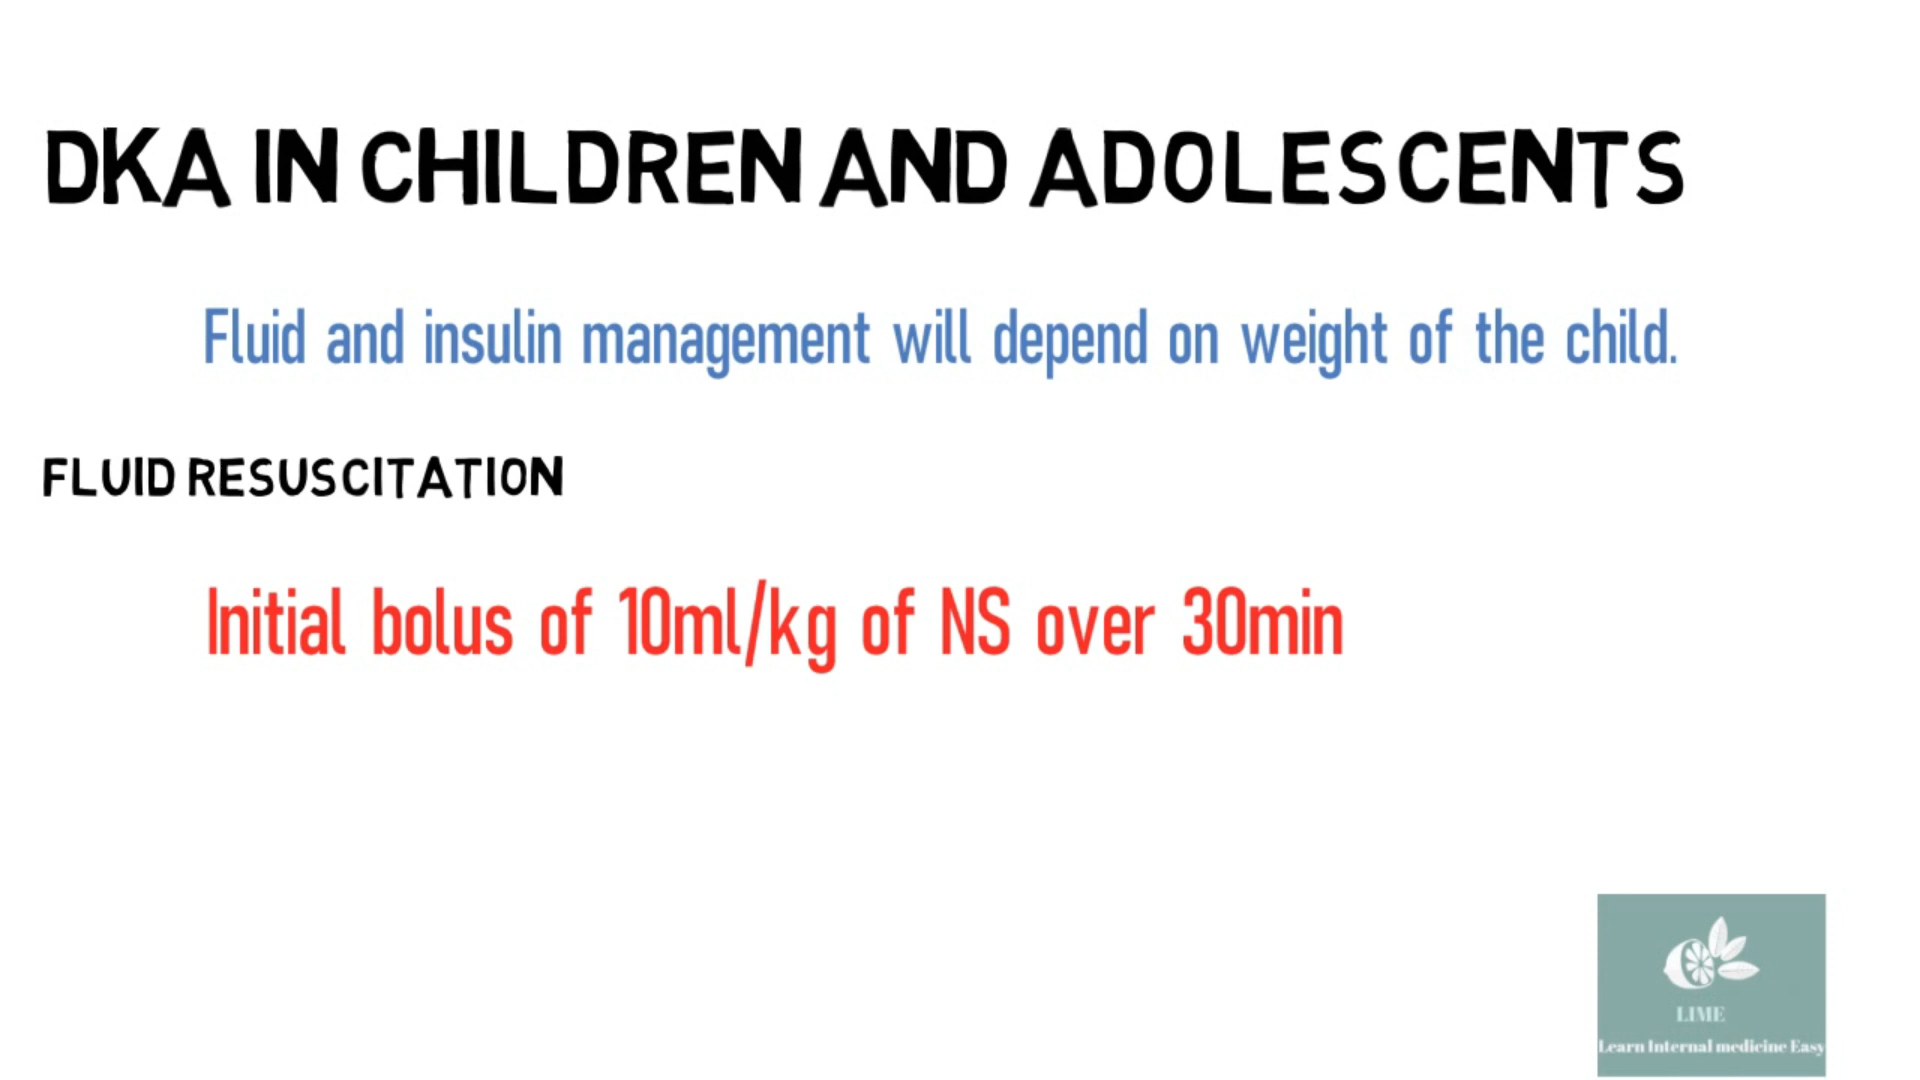 DKA IN CHILDREN AND ADOLESCENTS
Fluid and insulin management will depend on weight of the child.
FLUID RESUSCITATION
Initial bolus of 10ml/kg of NS over 30min
LIME
Learn Internal medicine Easy